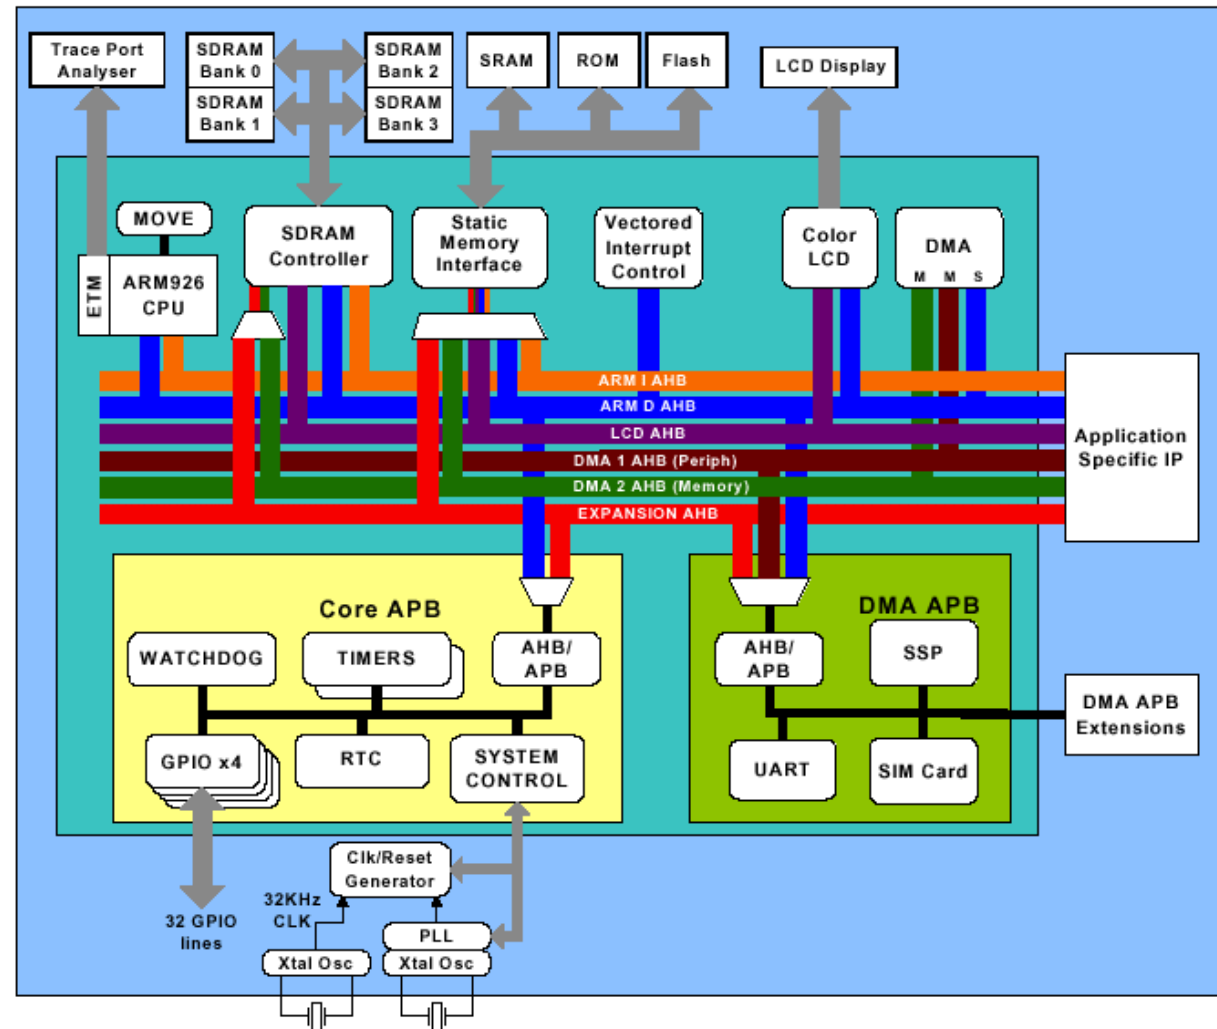 Trace Port
Analyser
SDRAM
Bank 0
SDRAM
Bank 1
SDRAM
Bank 2
SDRAM
Bank 3
SRAM
ROM
Flash
LCD Display
MOVE
ETM
ARM926
CPU
SDRAM
Controller
Static
Memory
Interface
Vectored
Interrupt
Control
Color
LCD
DMA
M M S
ARM I AHB
ARM D AHB
LCD AHB
DMA 1 AHB (Periph)
DMA 2 AHB (Memory)
EXPANSION AHB
Application
Specific IP
Core APB
WATCHDOG
TIMERS
AHB/
APB
GPIO x4
RTC
SYSTEM
CONTROL
DMA APB
AHB/
APB
SSP
UART
SIM Card
DMA APB
Extensions
Clk/Reset
Generator
32KHz
CLK
32 GPIO
lines
PLL
Xtal Osc
Xtal Osc